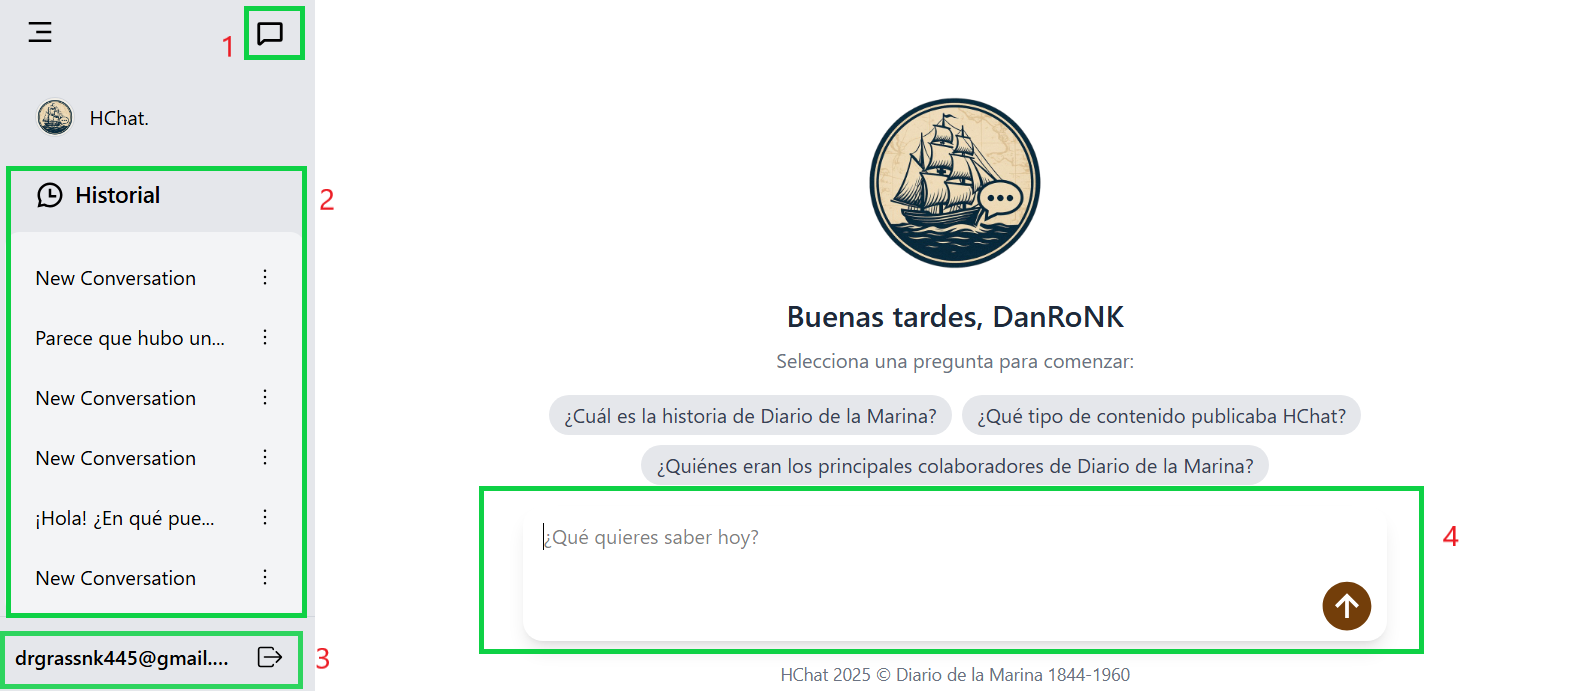 1
HChat.
Historial
2
New Conversation
Parece que hubo un...
New Conversation
New Conversation
¡Hola! ¿En qué pue...
New Conversation
drgrassnk445@gmail....
3
Buenas tardes, DanRoNK
Selecciona una pregunta para comenzar:
¿Cuál es la historia de Diario de la Marina? ¿Qué tipo de contenido publicaba HChat?
¿Quiénes eran los principales colaboradores de Diario de la Marina?
¿Qué quieres saber hoy?
4
HChat 2025 © Diario de la Marina 1844-1960